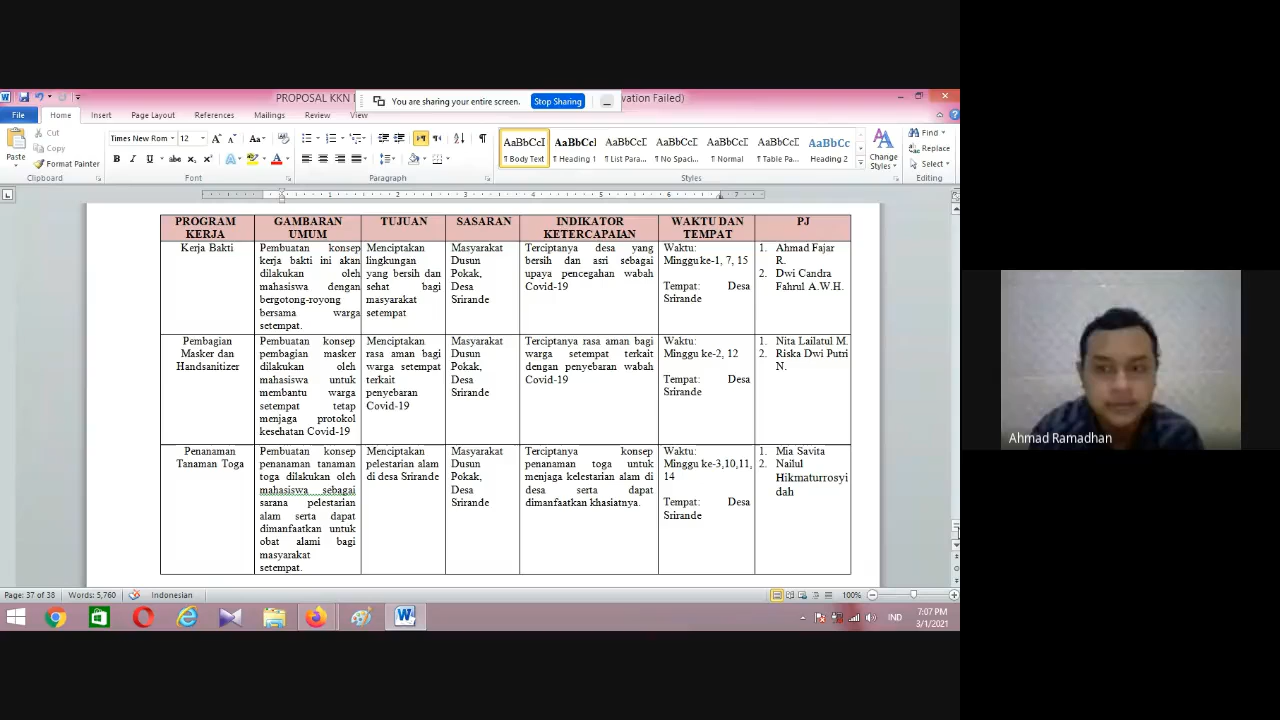 PROPOSAL KKN
You are sharing your entire screen.
Stop Sharing
vation Failed)
File
Home
Insert
Page Layout
References
Mailings
Review
View
Cut
Copy
Format Painter
Paste
Clipboard
Times New Rom
12
Font
Paragraph
AaBbCcI
¶ Body Text
AaBbCcl
¶ Heading 1
AaBbCcD
¶ List Para...
AaBbCcD
¶ No Spaci...
AaBbCcD
¶ Normal
AaBbCcD
¶ Table Pa...
AaBbCc
Heading 2
Styles
Change
Styles
Find
Replace
Select
Editing
PROGRAM
KERJA
GAMBARAN
UMUM
TUJUAN
SASARAN
INDIKATOR
KETERCAPAIAN
WAKTU DAN
TEMPAT
PJ
Kerja Bakti
Pembuatan konsep
kerja bakti ini akan
dilakukan oleh
mahasiswa dengan
bergotong-royong
bersama warga
setempat.
Menciptakan
lingkungan
yang bersih dan
sehat bagi
masyarakat
setempat
Masyarakat
Dusun
Pokak,
Desa
Srirande
Terciptanya desa yang
bersih dan asri sebagai
upaya pencegahan wabah
Covid-19
Waktu:
Minggu ke-1, 7, 15
Tempat: Desa
Srirande
1. Ahmad Fajar
R.
2. Dwi Candra
Fahrul A.W.H.
Pembagian
Masker dan
Handsanitizer
Pembuatan konsep
pembagian masker
dilakukan oleh
mahasiswa untuk
membantu warga
setempat tetap
menjaga protokol
kesehatan Covid-19
Menciptakan
rasa aman bagi
warga setempat
terkait
penyebaran
Covid-19
Masyarakat
Dusun
Pokak,
Desa
Srirande
Terciptanya rasa aman bagi
warga setempat terkait
dengan penyebaran wabah
Covid-19
Waktu:
Minggu ke-2, 12
Tempat: Desa
Srirande
1. Nita Lailatul M.
2. Riska Dwi Putri
N.
Penanaman
Tanaman Toga
Pembuatan konsep
penanaman tanaman
toga dilakukan oleh
mahasiswa sebagai
sarana pelestarian
alam serta dapat
dimanfaatkan untuk
obat alami bagi
masyarakat
setempat.
Menciptakan
pelestarian alam
di desa Srirande
Masyarakat
Dusun
Pokak,
Desa
Srirande
Terciptanya konsep
penanaman toga untuk
menjaga kelestarian alam di
desa serta dapat
dimanfaatkan khasiatnya.
Waktu:
Minggu ke-3,10,11,
14
Tempat: Desa
Srirande
1. Mia Savita
2. Nailul
Hikmaturrosyi
dah
Ahmad Ramadhan
Page: 37 of 38
Words: 5,760
Indonesian
100%
IND
7:07 PM
3/1/2021